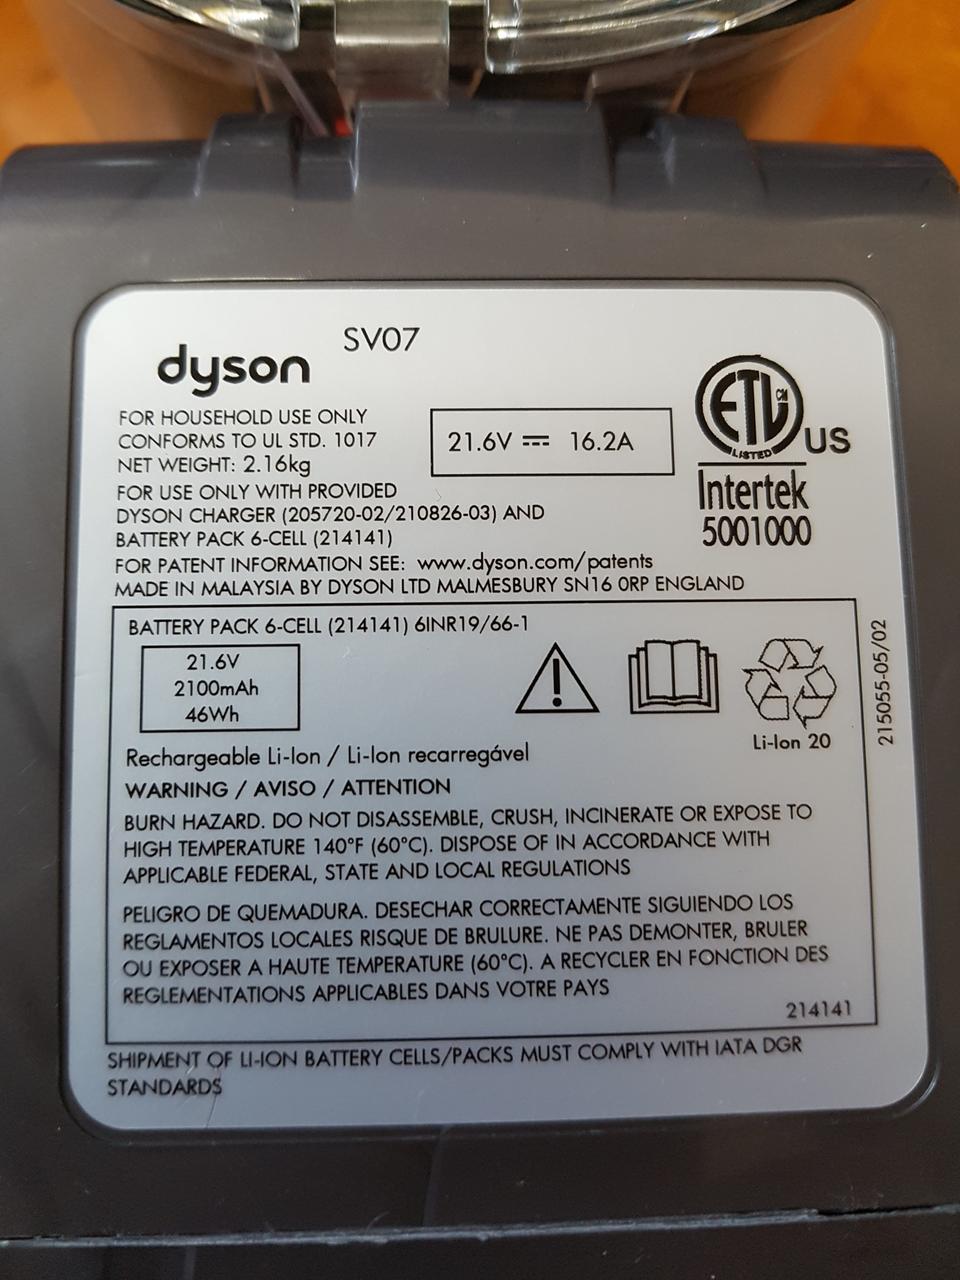 dyson SV07
FOR HOUSEHOLD USE ONLY
CONFORMS TO UL STD. 1017
NET WEIGHT: 2.16kg
21.6V ⎓ 16.2A
ETL CM
LISTED
US
Intertek
5001000
FOR USE ONLY WITH PROVIDED
DYSON CHARGER (205720-02/210826-03) AND
BATTERY PACK 6-CELL (214141)
FOR PATENT INFORMATION SEE: www.dyson.com/patents
MADE IN MALAYSIA BY DYSON LTD MALMESBURY SN16 0RP ENGLAND
BATTERY PACK 6-CELL (214141) 6INR19/66-1
21.6V
2100mAh
46Wh
Li-Ion 20
215055-05/02
Rechargeable Li-Ion / Li-Ion recarregável
WARNING / AVISO / ATTENTION
BURN HAZARD. DO NOT DISASSEMBLE, CRUSH, INCINERATE OR EXPOSE TO
HIGH TEMPERATURE 140°F (60°C). DISPOSE OF IN ACCORDANCE WITH
APPLICABLE FEDERAL, STATE AND LOCAL REGULATIONS
PELIGRO DE QUEMADURA. DESECHAR CORRECTAMENTE SIGUIENDO LOS
REGLAMENTOS LOCALES RISQUE DE BRULURE. NE PAS DEMONTER, BRULER
OU EXPOSER A HAUTE TEMPERATURE (60°C). A RECYCLER EN FONCTION DES
REGLEMENTATIONS APPLICABLES DANS VOTRE PAYS
214141
SHIPMENT OF LI-ION BATTERY CELLS/PACKS MUST COMPLY WITH IATA DGR
STANDARDS